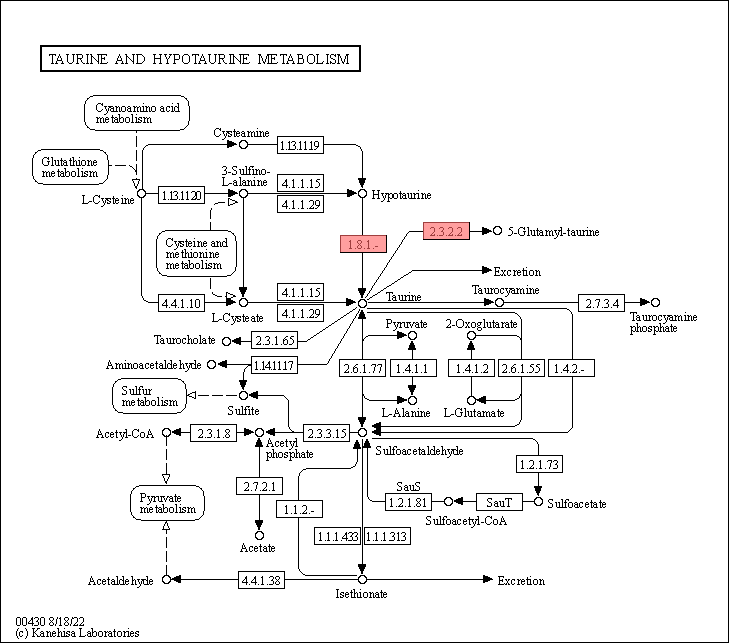 TAURINE AND HYPOTAURINE METABOLISM
Cyanoamino acid
metabolism
Glutathione
metabolism
Cysteamine
1.13.11.19
L-Cysteine
1.13.11.20
3-Sulfino-
L-alanine
4.1.1.15
4.1.1.29
Hypotaurine
Cysteine and
methionine
metabolism
1.8.1.-
2.3.2.2
5-Glutamyl-taurine
Excretion
4.4.1.10
L-Cysteate
4.1.1.15
4.1.1.29
Taurine
Taurocyamine
2.7.3.4
Taurocyamine
phosphate
Taurocholate
2.3.1.65
Pyruvate
2-Oxoglutarate
Aminoacetaldehyde
1.14.11.17
2.6.1.77
1.4.1.1
1.4.1.2
2.6.1.55
1.4.2.-
Sulfur
metabolism
Sulfite
L-Alanine
L-Glutamate
Acetyl-CoA
2.3.1.8
Acetyl
phosphate
2.3.3.15
Sulfoacetaldehyde
1.2.1.73
Pyruvate
metabolism
2.7.2.1
1.1.2.-
SauS
1.2.1.81
SauT
Sulfoacetate
Sulfoacetyl-CoA
Acetate
1.1.1.433
1.1.1.313
Acetaldehyde
4.4.1.38
Isethionate
Excretion
00430 8/18/22
(c) Kanehisa Laboratories